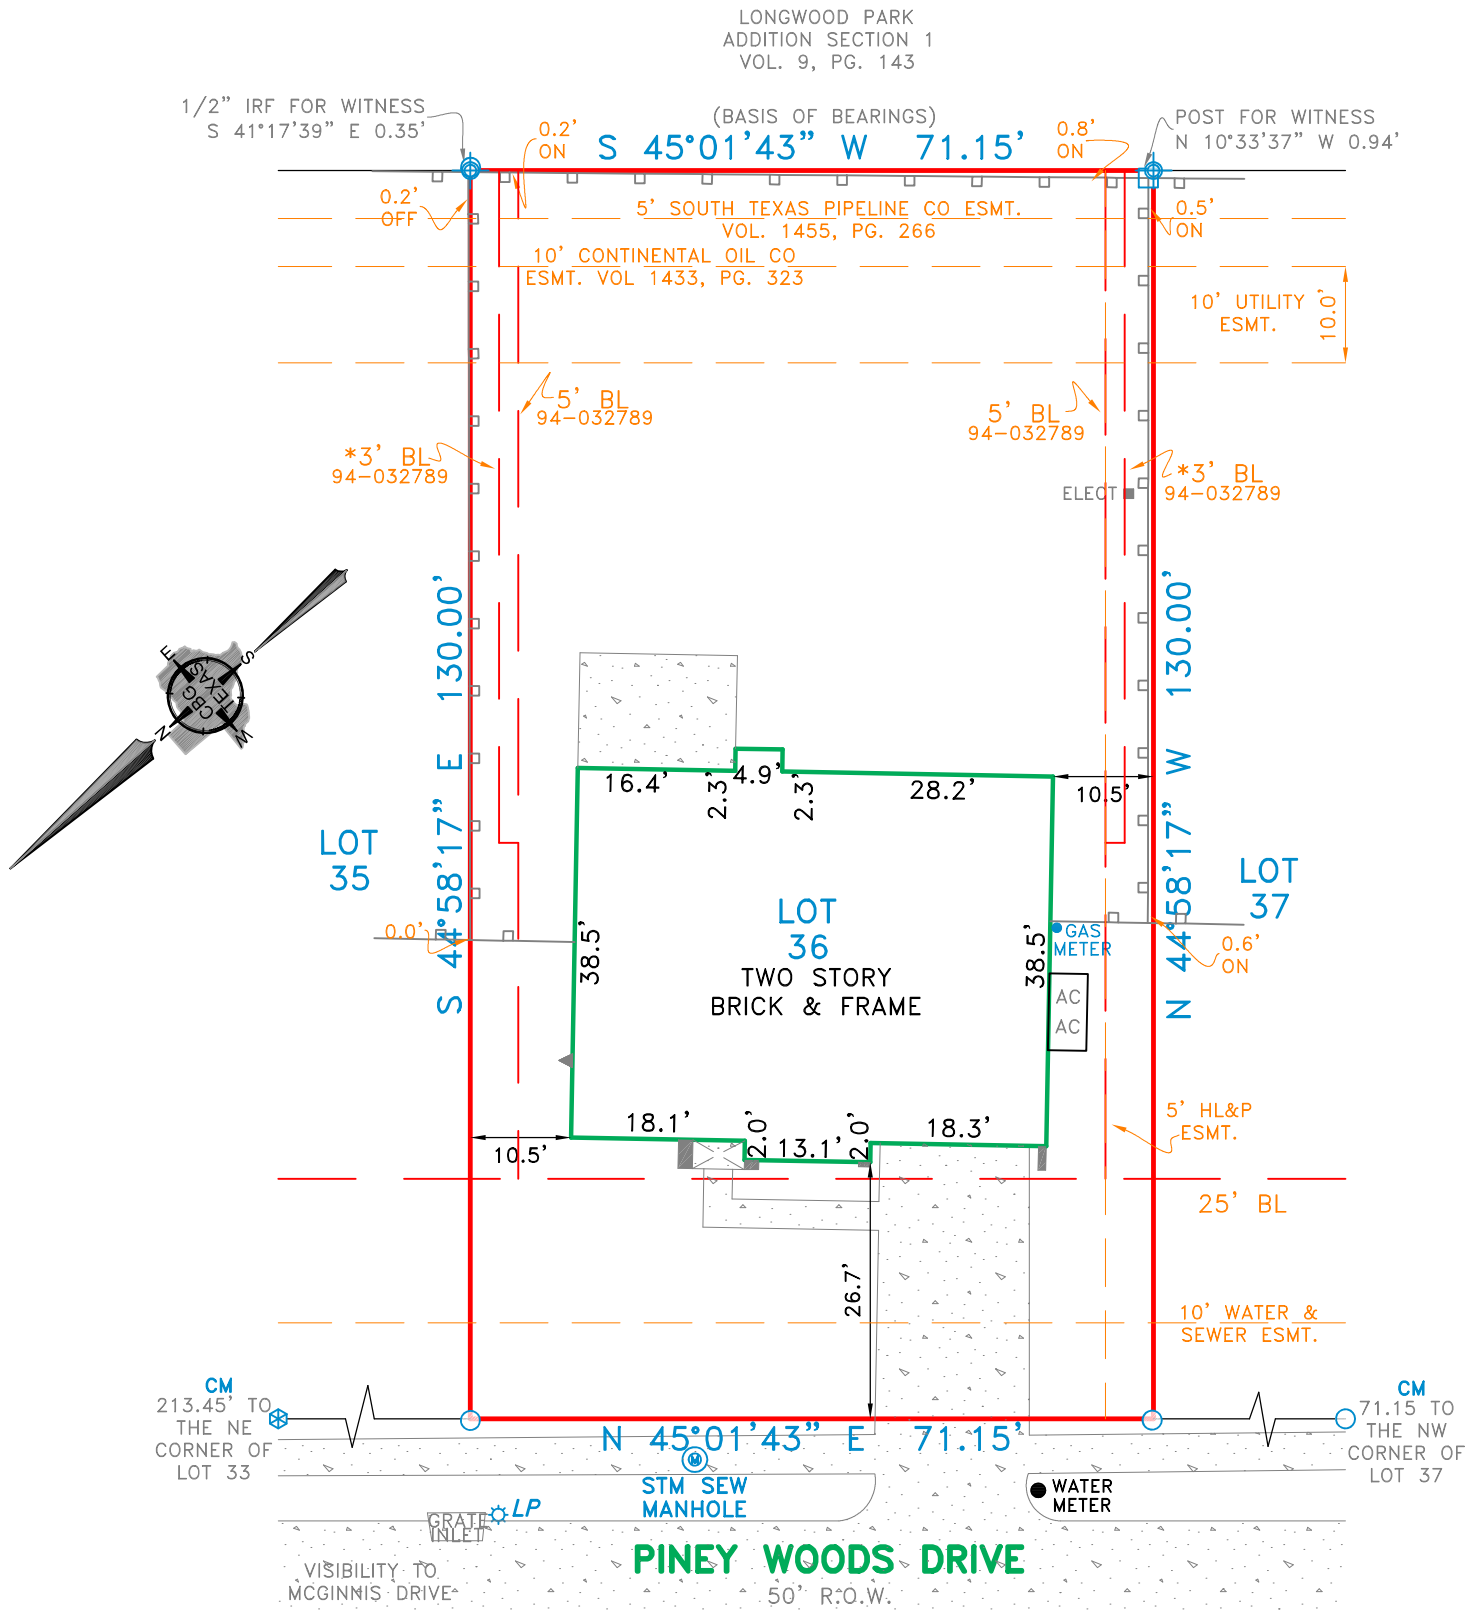 LONGWOOD PARK
ADDITION SECTION 1
VOL. 9, PG. 143
1/2" IRF FOR WITNESS
S 41°17'39" E 0.35'
(BASIS OF BEARINGS)
S 45°01'43" W 71.15'
POST FOR WITNESS
N 10°33'37" W 0.94'
0.2'
ON
0.8'
ON
0.2'
OFF
0.5'
ON
5' SOUTH TEXAS PIPELINE CO ESMT.
VOL. 1455, PG. 266
10' CONTINENTAL OIL CO
ESMT. VOL 1433, PG. 323
10' UTILITY
ESMT.
10.0'
5' BL
94-032789
5' BL
94-032789
*3' BL
94-032789
*3' BL
94-032789
ELECT
S 44°58'17" E 130.00'
N 44°58'17" W 130.00'
E
S
N
W
CBG
TEXAS
16.4'
2.3'
4.9'
2.3'
28.2'
10.5'
LOT
35
LOT
36
TWO STORY
BRICK & FRAME
LOT
37
38.5'
38.5'
0.0'
GAS
METER
0.6'
ON
AC
AC
18.1'
2.0'
13.1'
2.0'
18.3'
10.5'
5' HL&P
ESMT.
25' BL
26.7'
10' WATER &
SEWER ESMT.
CM
213.45' TO
THE NE
CORNER OF
LOT 33
CM
71.15 TO
THE NW
CORNER OF
LOT 37
N 45°01'43" E 71.15'
M
STM SEW
MANHOLE
WATER
METER
LP
GRATE
INLET
PINEY WOODS DRIVE
50' R.O.W.
VISIBILITY TO
MCGINNIS DRIVE